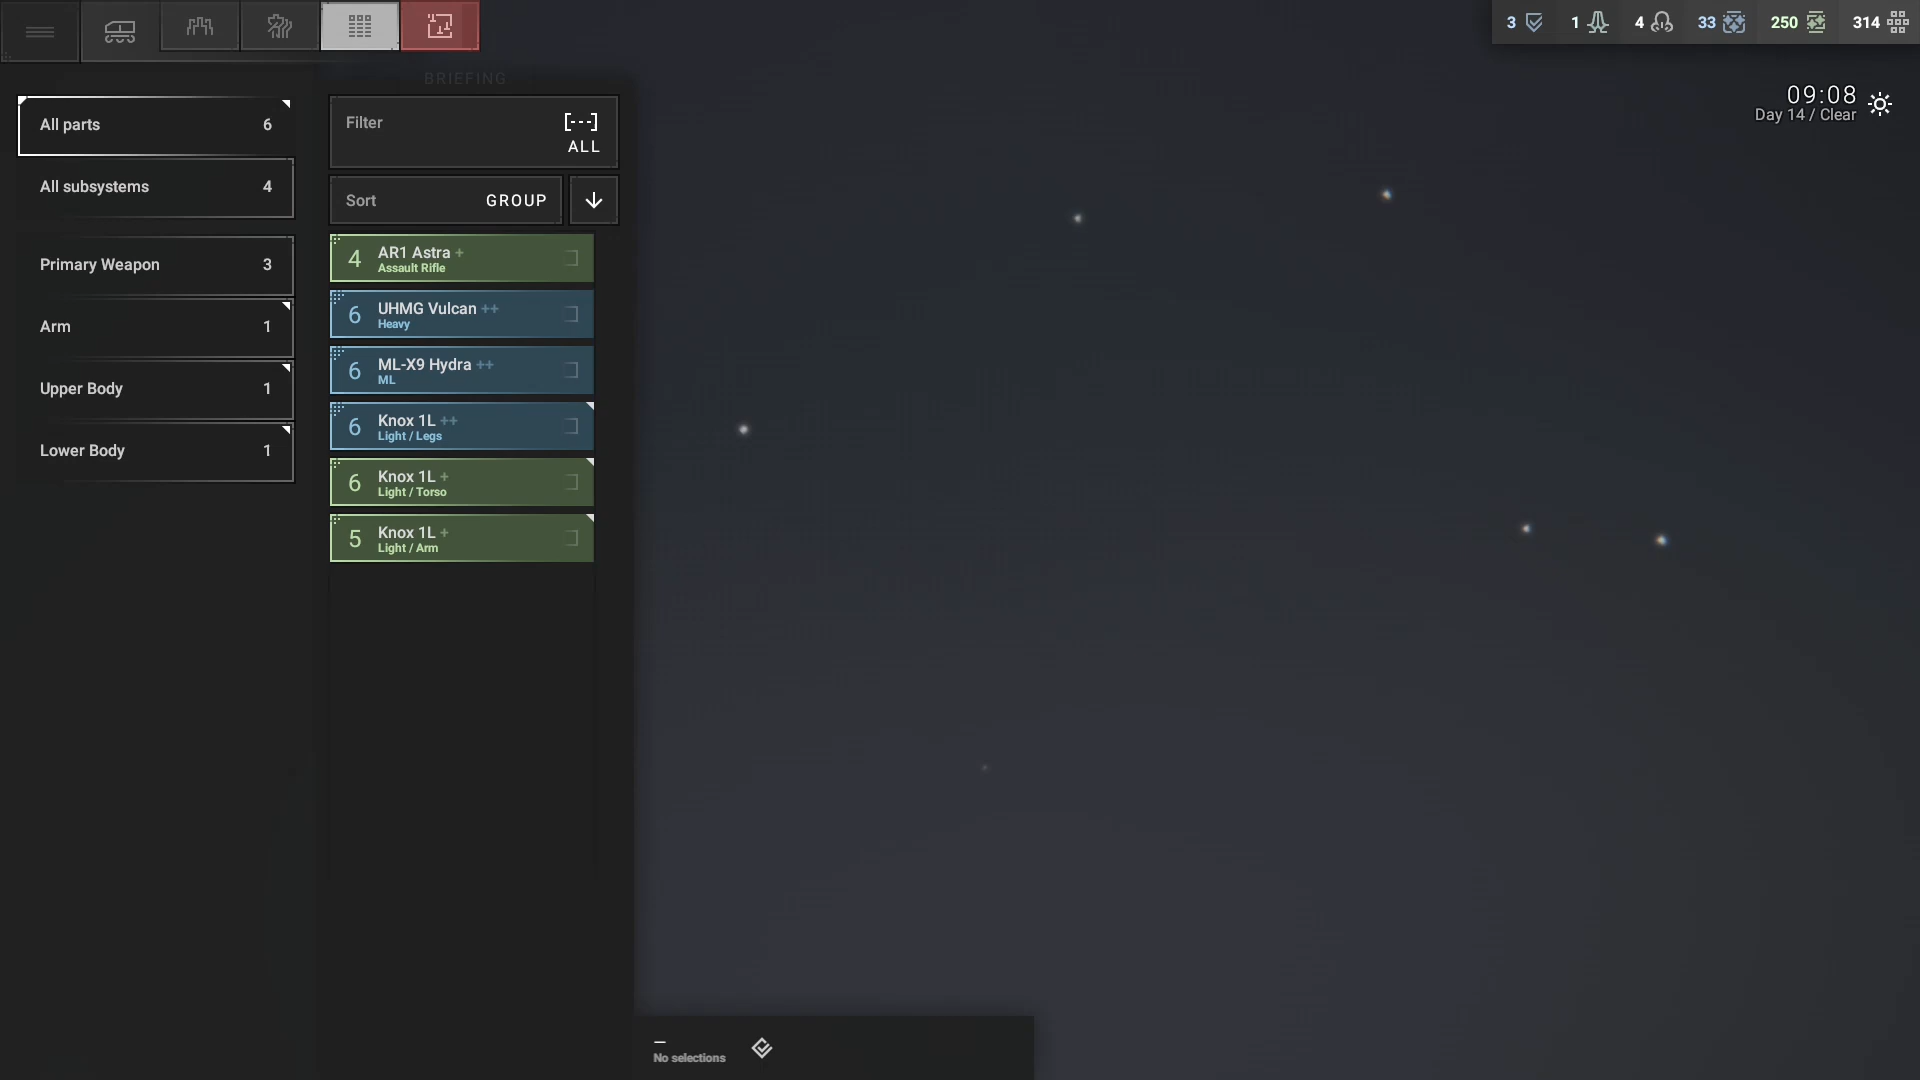 3
1
4
33
250
314
BRIEFING
09:08
Day 14 / Clear
All parts 6
All subsystems 4
Primary Weapon 3
Arm 1
Upper Body 1
Lower Body 1
Filter
ALL
Sort GROUP
4 AR1 Astra +
Assault Rifle
6 UHMG Vulcan ++
Heavy
6 ML-X9 Hydra ++
ML
6 Knox 1L ++
Light / Legs
6 Knox 1L +
Light / Torso
5 Knox 1L +
Light / Arm
–
No selections